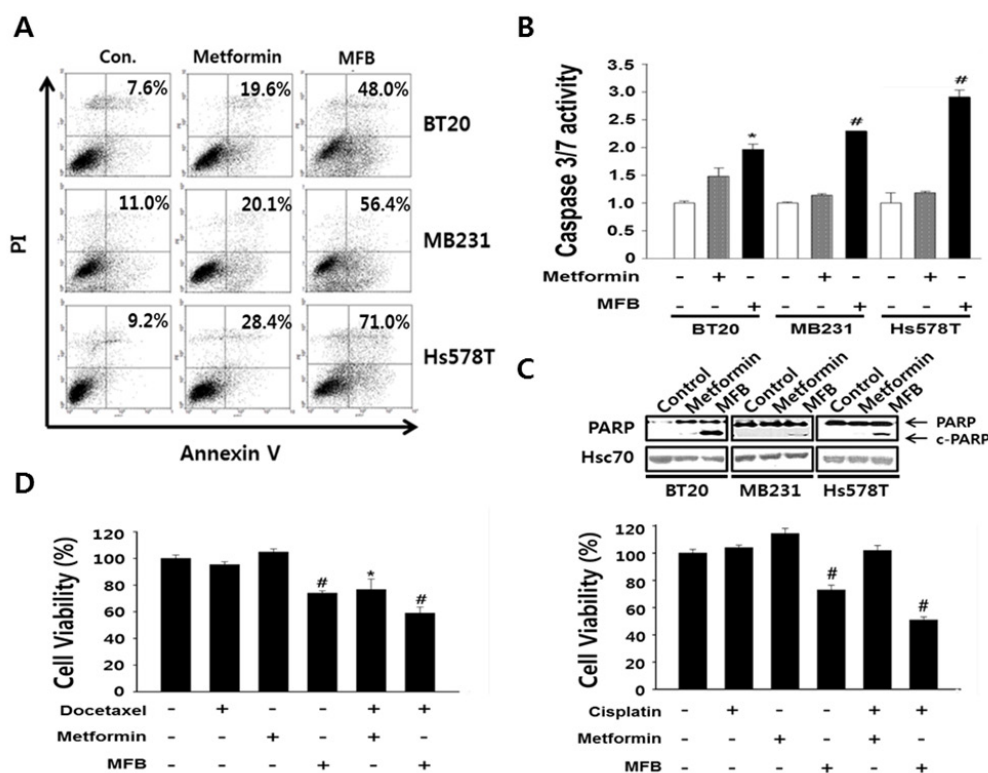 A
Con. Metformin MFB
7.6% 19.6% 48.0%
BT20
11.0% 20.1% 56.4%
MB231
9.2% 28.4% 71.0%
Hs578T
PI
Annexin V
B
Caspase 3/7 activity
3.5
3.0
2.5
2.0
1.5
1.0
0.5
0
* # #
Metformin - + - - + - - + -
MFB - - + - - + - - +
BT20 MB231 Hs578T
C
Control Metformin MFB Control Metformin MFB Control Metformin MFB
PARP
PARP
c-PARP
Hsc70
BT20 MB231 Hs578T
D
Cell Viability (%)
120
100
80
60
40
20
0
# * #
Docetaxel - + - - + +
Metformin - - + - + -
MFB - - - + - +
Cell Viability (%)
120
100
80
60
40
20
0
# #
Cisplatin - + - - + +
Metformin - - + - + -
MFB - - - + - +